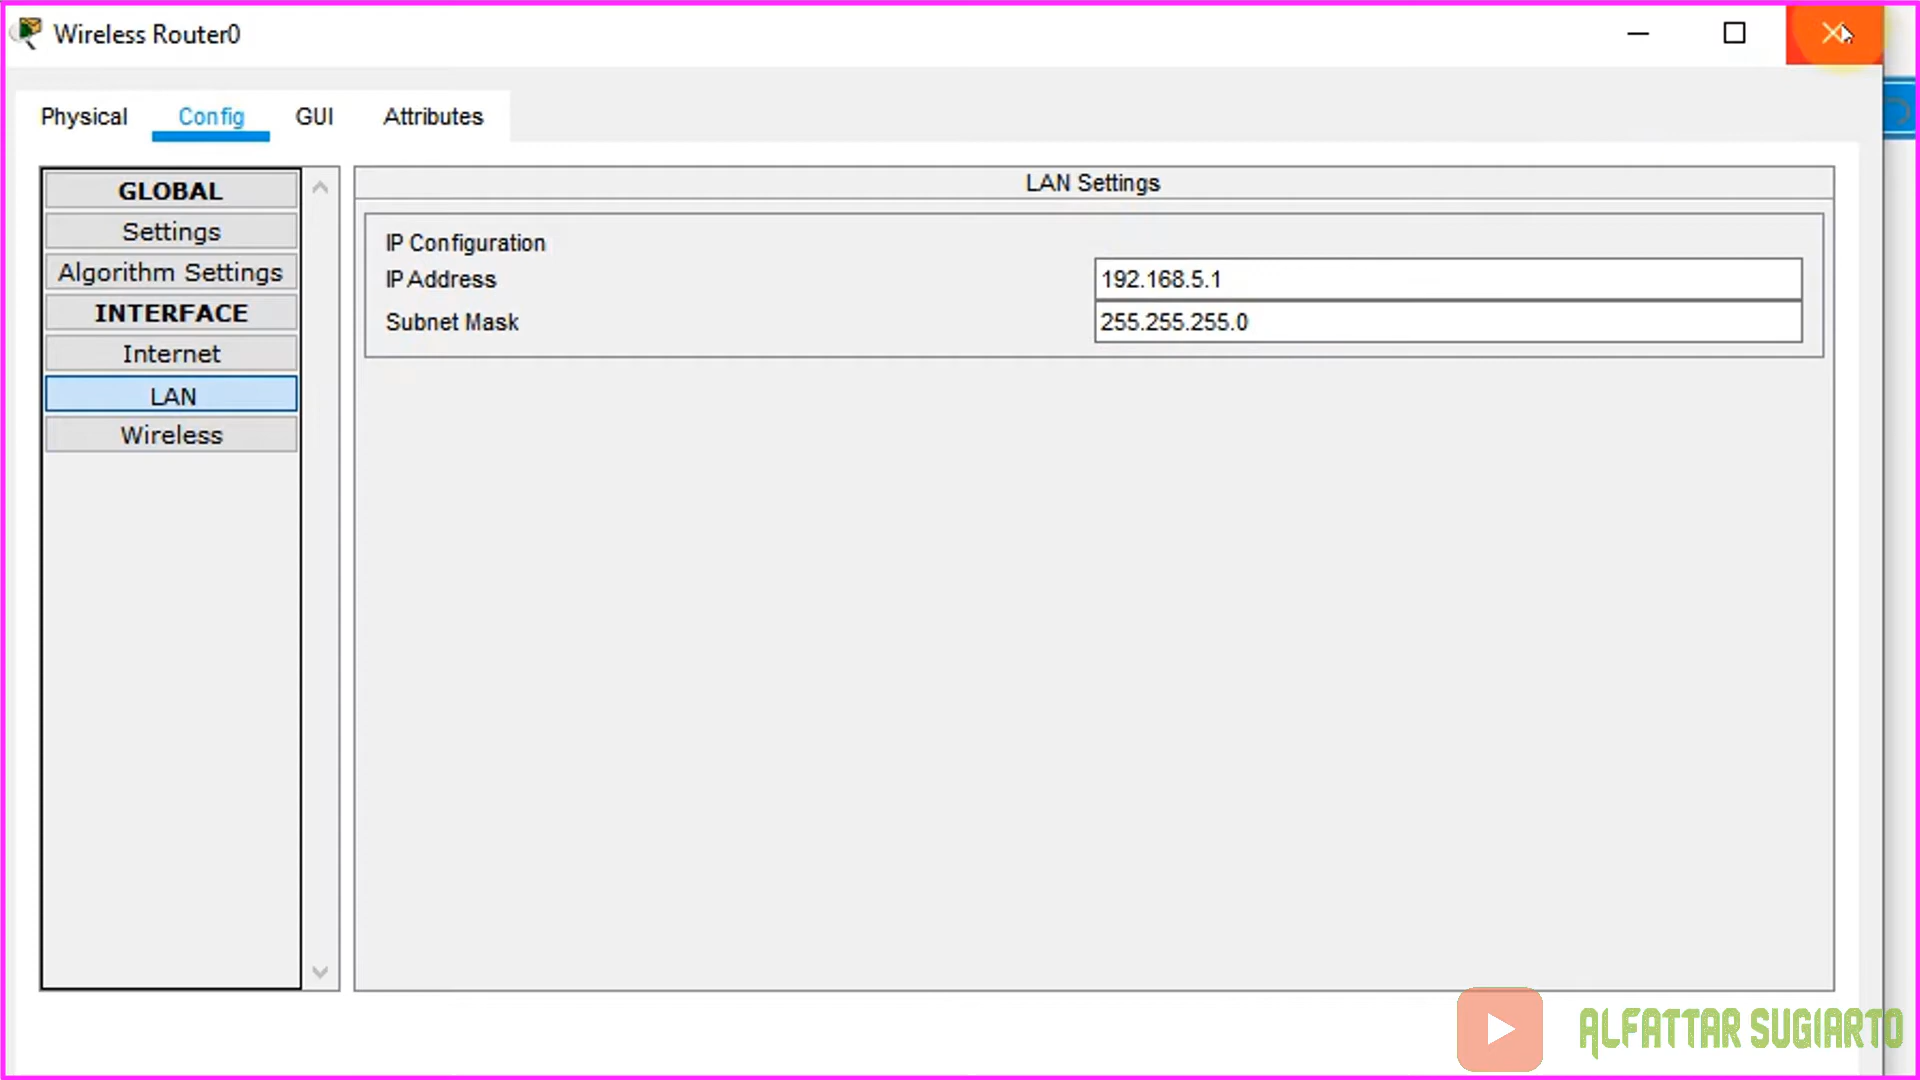 Wireless Router0
Physical Config GUI Attributes
GLOBAL
Settings
Algorithm Settings
INTERFACE
Internet
LAN
Wireless
LAN Settings
IP Configuration
IP Address 192.168.5.1
Subnet Mask 255.255.255.0
ALFATTAR SUGIARTO